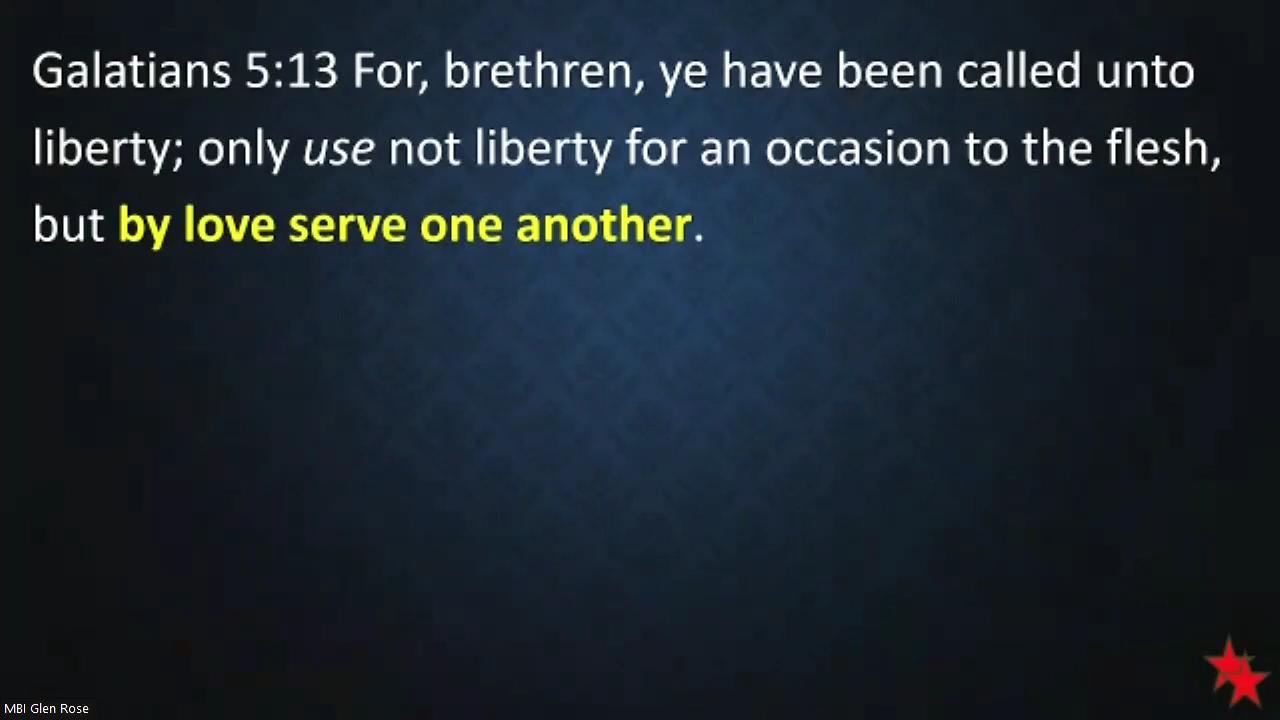 Galatians 5:13 For, brethren, ye have been called unto
liberty; only use not liberty for an occasion to the flesh,
but by love serve one another.
MBI Glen Rose